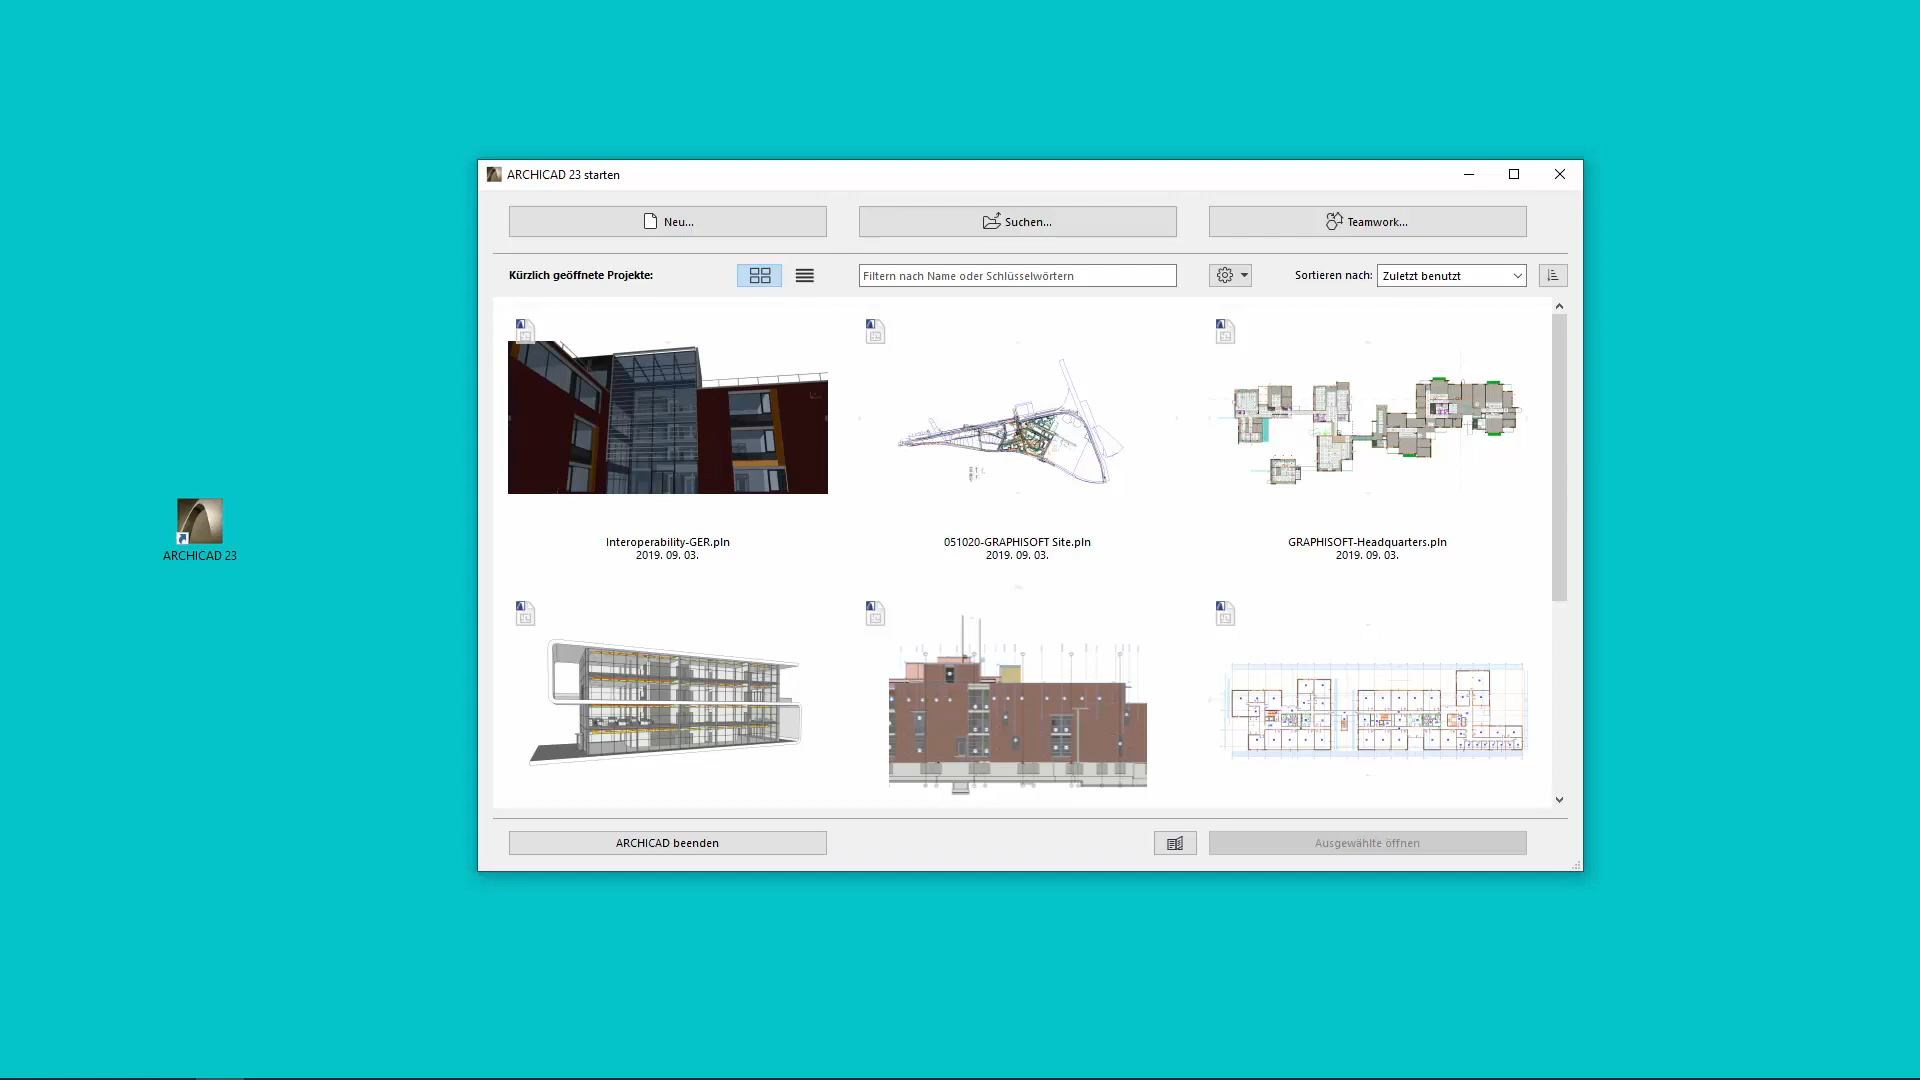 ARCHICAD 23 starten
Neu...
Suchen...
Teamwork...
Kürzlich geöffnete Projekte:
Filtern nach Name oder Schlüsselwörtern
Sortieren nach:
Zuletzt benutzt
Interoperability-GER.pln
2019. 09. 03.
051020-GRAPHISOFT Site.pln
2019. 09. 03.
GRAPHISOFT-Headquarters.pln
2019. 09. 03.
ARCHICAD 23
ARCHICAD beenden
Ausgewählte öffnen